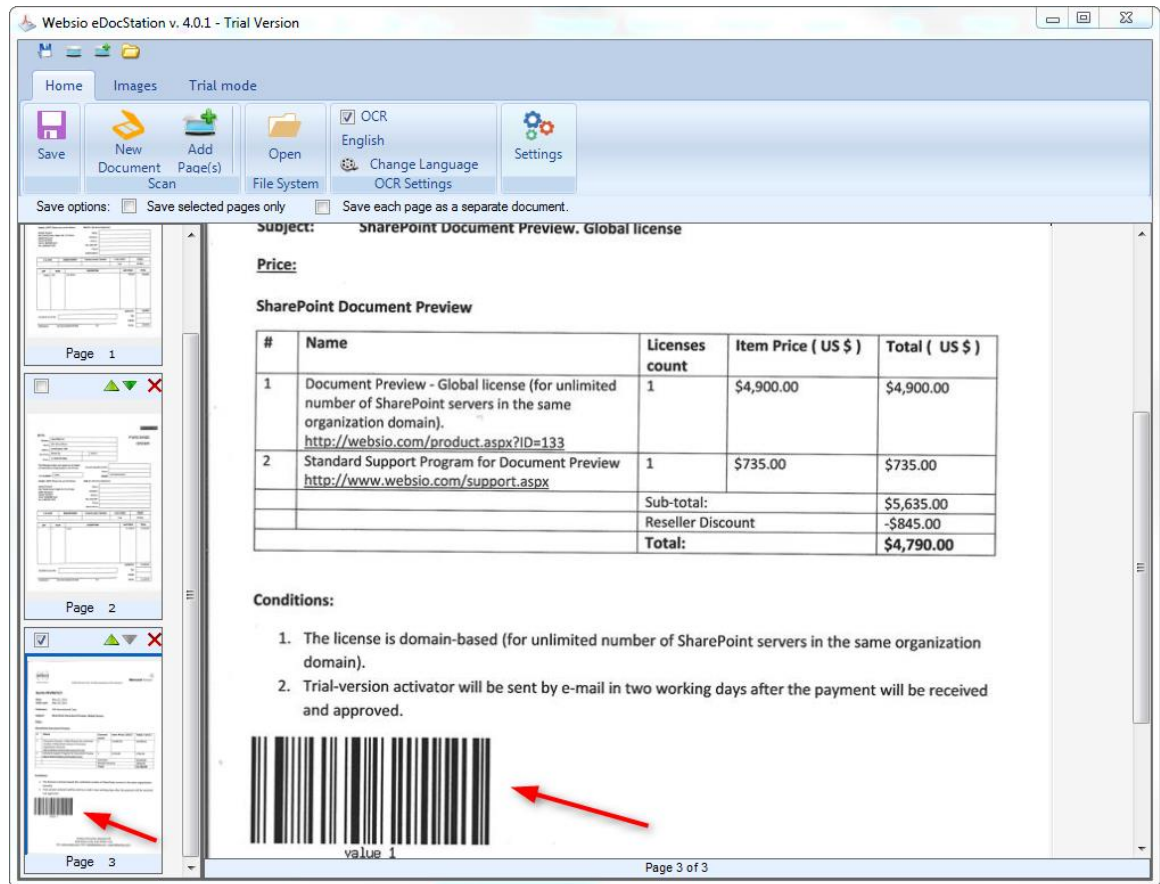 Websio eDocStation v. 4.0.1 - Trial Version
Home Images Trial mode
Save
New Document
Add Page(s)
Scan
Open
File System
OCR
English
Change Language
OCR Settings
Settings
Save options: Save selected pages only Save each page as a separate document.
Page 1
Page 2
Page 3
Subject: SharePoint Document Preview. Global license
Price:
SharePoint Document Preview
# Name Licenses count Item Price ( US $ ) Total ( US $ )
1 Document Preview - Global license (for unlimited 1 $4,900.00 $4,900.00
number of SharePoint servers in the same
organization domain).
http://websio.com/product.aspx?ID=133
2 Standard Support Program for Document Preview 1 $735.00 $735.00
http://www.websio.com/support.aspx
Sub-total: $5,635.00
Reseller Discount -$845.00
Total: $4,790.00
Conditions:
1. The license is domain-based (for unlimited number of SharePoint servers in the same organization
domain).
2. Trial-version activator will be sent by e-mail in two working days after the payment will be received
and approved.
value 1
Page 3 of 3